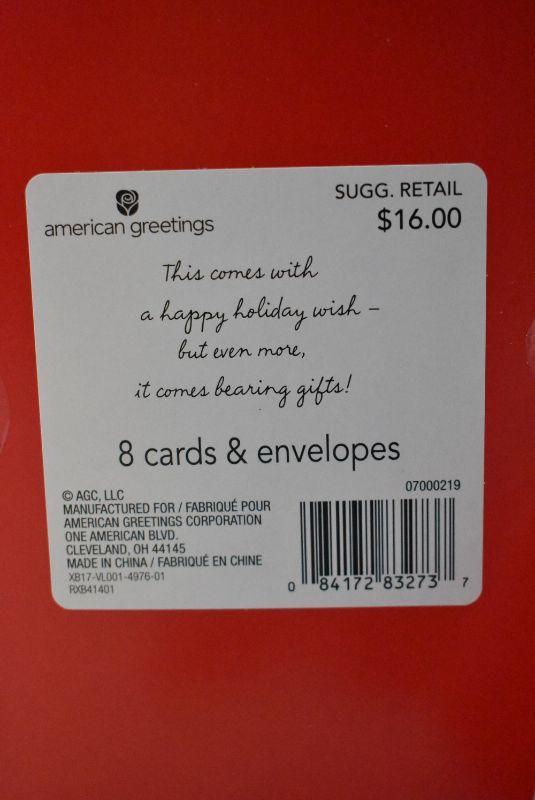 american greetings
SUGG. RETAIL
$16.00
This comes with
a happy holiday wish –
but even more,
it comes bearing gifts!
8 cards & envelopes
© AGC, LLC
MANUFACTURED FOR / FABRIQUÉ POUR
AMERICAN GREETINGS CORPORATION
ONE AMERICAN BLVD.
CLEVELAND, OH 44145
MADE IN CHINA / FABRIQUÉ EN CHINE
XB17-VL001-4976-01
RXB41401
07000219
0 84172 83273 7